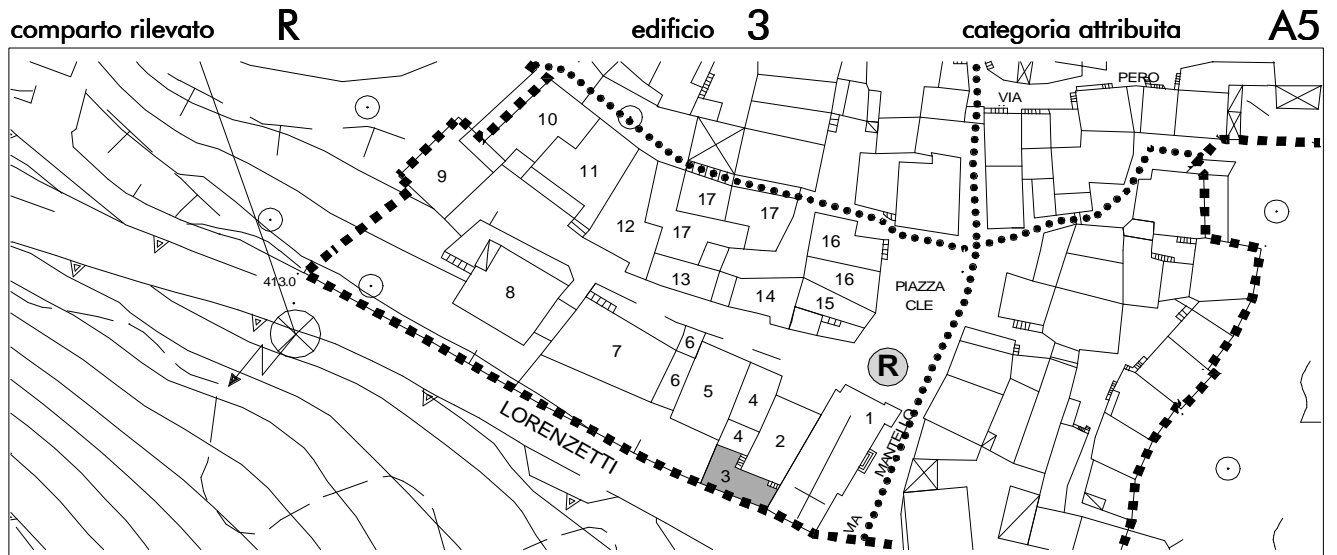 comparto rilevato R edificio 3 categoria attribuita A5
PERO
VIA
10
11
9
17
17
12
17
16
16
13
14
15
413.0
8
PIAZZA
CLE
6
7
6
5
4
R
1
4
2
3
LORENZETTI
MANTELLO
VIA